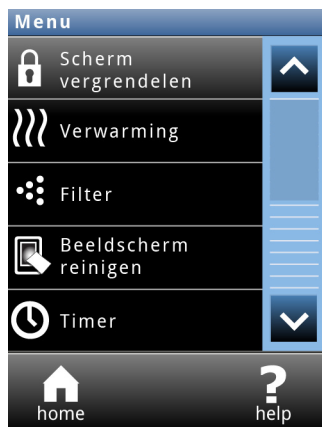 Menu
Scherm
vergrendelen
Verwarming
Filter
Beeldscherm
reinigen
Timer
home
help